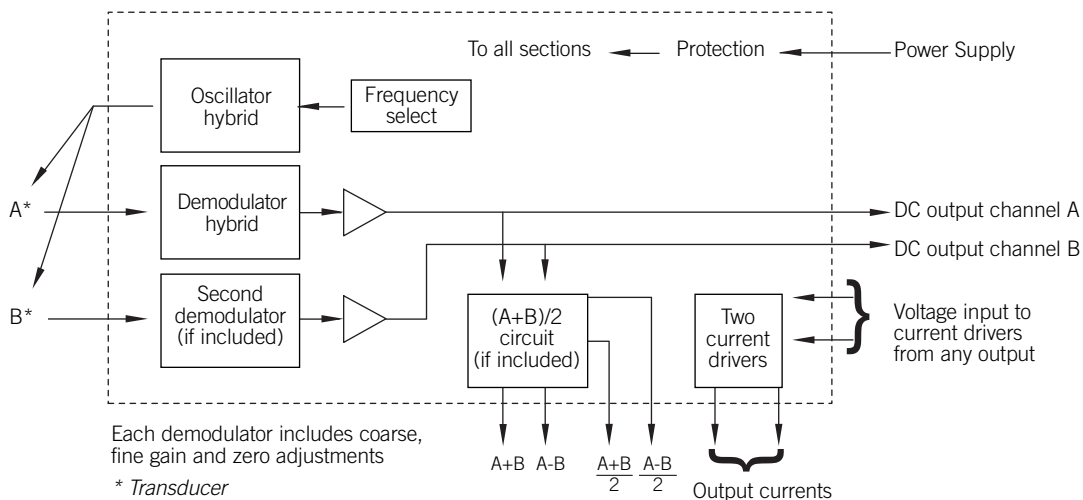 To all sections
Protection
Power Supply
Oscillator
hybrid
Frequency
select
A*
Demodulator
hybrid
DC output channel A
DC output channel B
B*
Second
demodulator
(if included)
(A+B)/2
circuit
(if included)
Two
current
drivers
Voltage input to
current drivers
from any output
Each demodulator includes coarse,
fine gain and zero adjustments
* Transducer
A+B
A-B
A+B
2
A-B
2
Output currents